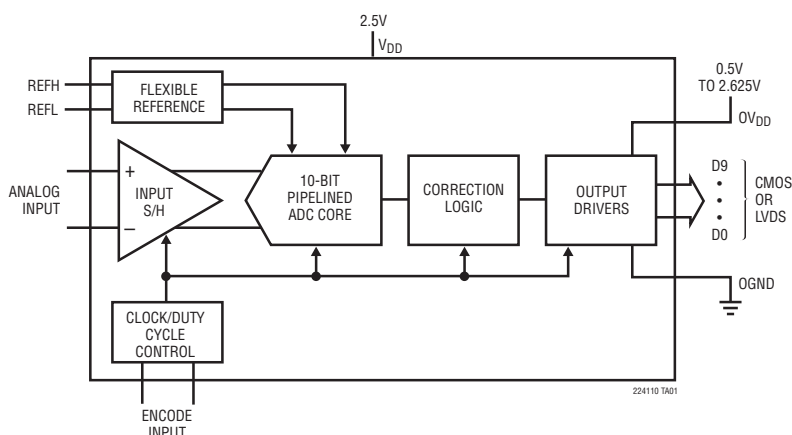 2.5V
VDD
0.5V
TO 2.625V
OVDD
REFH
REFL
FLEXIBLE
REFERENCE
ANALOG
INPUT
+
−
INPUT
S/H
10-BIT
PIPELINED
ADC CORE
CORRECTION
LOGIC
OUTPUT
DRIVERS
D9
•
•
•
D0
CMOS
OR
LVDS
OGND
CLOCK/DUTY
CYCLE
CONTROL
224110 TA01
ENCODE
INPUT